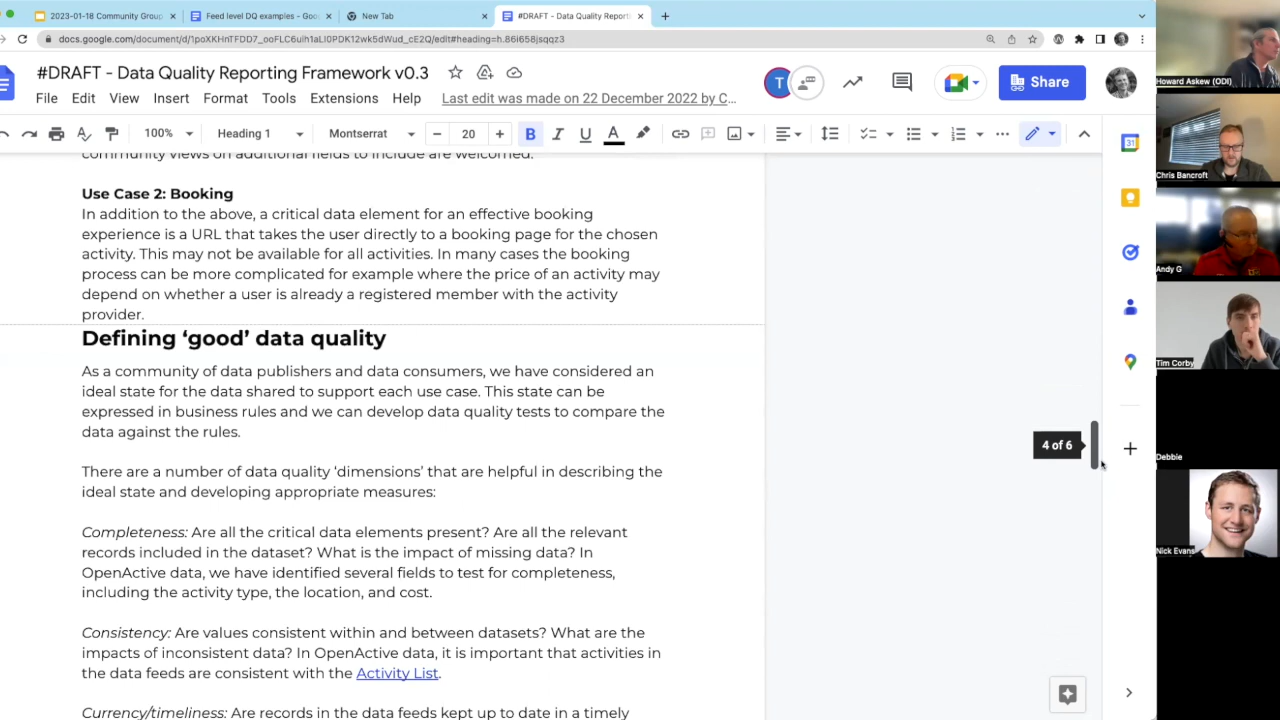 2023-01-18 Community Group
Feed level DQ examples - Goo
New Tab
#DRAFT - Data Quality Reporti
docs.google.com/document/d/1poXKHnTFDD7_ooFLC6uih1aLI0PDK12wk5dWud_cE2Q/edit#heading=h.86i658jsqqz3
#DRAFT - Data Quality Reporting Framework v0.3
T
Share
File Edit View Insert Format Tools Extensions Help Last edit was made on 22 December 2022 by C...
100% Heading 1 Montserrat 20 B I U A
community views on additional fields to include are welcomed.
Use Case 2: Booking
In addition to the above, a critical data element for an effective booking
experience is a URL that takes the user directly to a booking page for the chosen
activity. This may not be available for all activities. In many cases the booking
process can be more complicated for example where the price of an activity may
depend on whether a user is already a registered member with the activity
provider.
Defining ‘good’ data quality
As a community of data publishers and data consumers, we have considered an
ideal state for the data shared to support each use case. This state can be
expressed in business rules and we can develop data quality tests to compare the
data against the rules.
There are a number of data quality ‘dimensions’ that are helpful in describing the
ideal state and developing appropriate measures:
Completeness: Are all the critical data elements present? Are all the relevant
records included in the dataset? What is the impact of missing data? In
OpenActive data, we have identified several fields to test for completeness,
including the activity type, the location, and cost.
Consistency: Are values consistent within and between datasets? What are the
impacts of inconsistent data? In OpenActive data, it is important that activities in
the data feeds are consistent with the Activity List.
Currency/timeliness: Are records in the data feeds kept up to date in a timely
4 of 6
31
Howard Askew (ODI)
Chris Bancroft
Andy G
Tim Corby
Debbie
Nick Evans